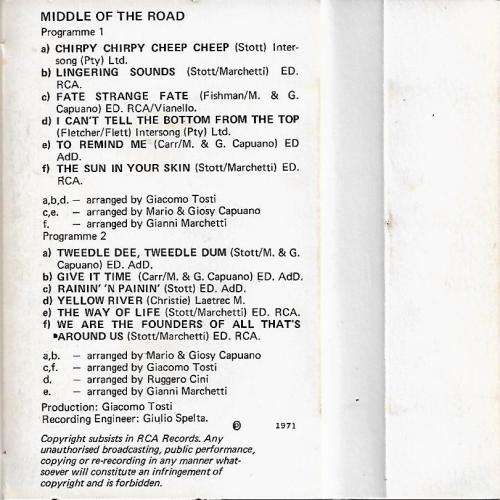 MIDDLE OF THE ROAD
Programme 1
a) CHIRPY CHIRPY CHEEP CHEEP (Stott) Inter-
song (Pty) Ltd.
b) LINGERING SOUNDS (Stott/Marchetti) ED.
RCA.
c) FATE STRANGE FATE (Fishman/M. & G.
Capuano) ED. RCA/Vianello.
d) I CAN'T TELL THE BOTTOM FROM THE TOP
(Fletcher/Flett) Intersong (Pty) Ltd.
e) TO REMIND ME (Carr/M. & G. Capuano) ED
AdD.
f) THE SUN IN YOUR SKIN (Stott/Marchetti) ED.
RCA.
a,b,d. — arranged by Giacomo Tosti
c,e. — arranged by Mario & Giosy Capuano
f. — arranged by Gianni Marchetti
Programme 2
a) TWEEDLE DEE, TWEEDLE DUM (Stott/M. & G.
Capuano) ED. AdD.
b) GIVE IT TIME (Carr/M. & G. Capuano) ED. AdD.
c) RAININ' 'N PAININ' (Stott) ED. AdD.
d) YELLOW RIVER (Christie) Laetrec M.
e) THE WAY OF LIFE (Stott/Marchetti) ED. RCA.
f) WE ARE THE FOUNDERS OF ALL THAT'S
AROUND US (Stott/Marchetti) ED. RCA.
a,b. — arranged by Mario & Giosy Capuano
c,f. — arranged by Giacomo Tosti
d. — arranged by Ruggero Cini
e. — arranged by Gianni Marchetti
Production: Giacomo Tosti
Recording Engineer: Giulio Spelta.
℗ 1971
Copyright subsists in RCA Records. Any
unauthorised broadcasting, public performance,
copying or re-recording in any manner what-
soever will constitute an infringement of
copyright and is forbidden.